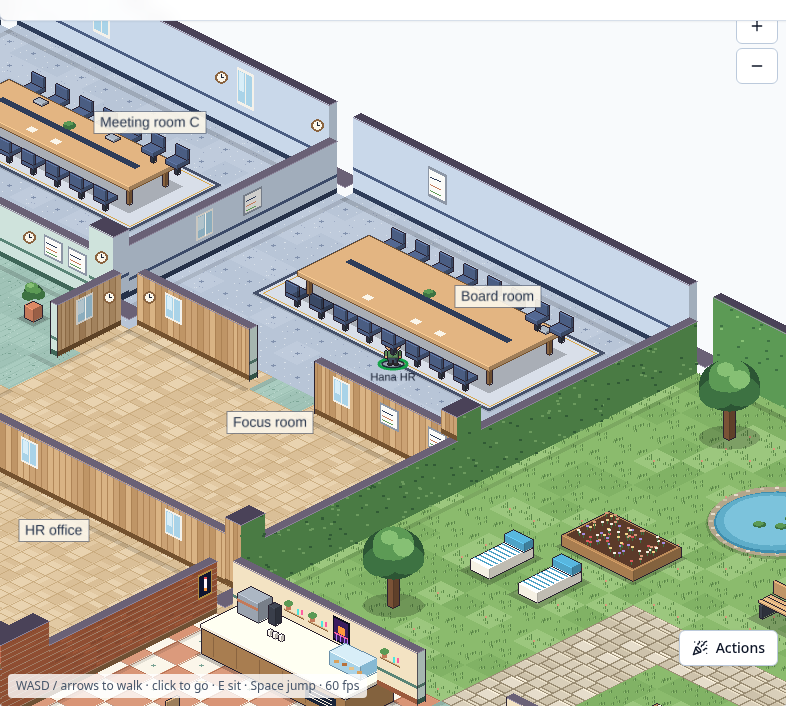 +
−
Meeting room C
Board room
Hana HR
Focus room
HR office
Actions
WASD / arrows to walk · click to go · E sit · Space jump · 60 fps